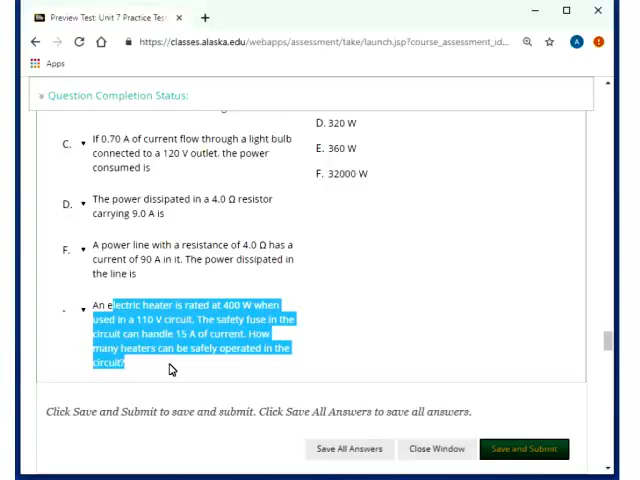 Preview Test: Unit 7 Practice Tes
https://classes.alaska.edu/webapps/assessment/take/launch.jsp?course_assessment_id...
A
Apps
Question Completion Status:
C. If 0.70 A of current flow through a light bulb
connected to a 120 V outlet, the power
consumed is
D. The power dissipated in a 4.0 Ω resistor
carrying 9.0 A is
F. A power line with a resistance of 4.0 Ω has a
current of 90 A in it. The power dissipated in
the line is
. An electric heater is rated at 400 W when
used in a 110 V circuit. The safety fuse in the
circuit can handle 15 A of current. How
many heaters can be safely operated in the
circuit?
D. 320 W
E. 360 W
F. 32000 W
Click Save and Submit to save and submit. Click Save All Answers to save all answers.
Save All Answers
Close Window
Save and Submit